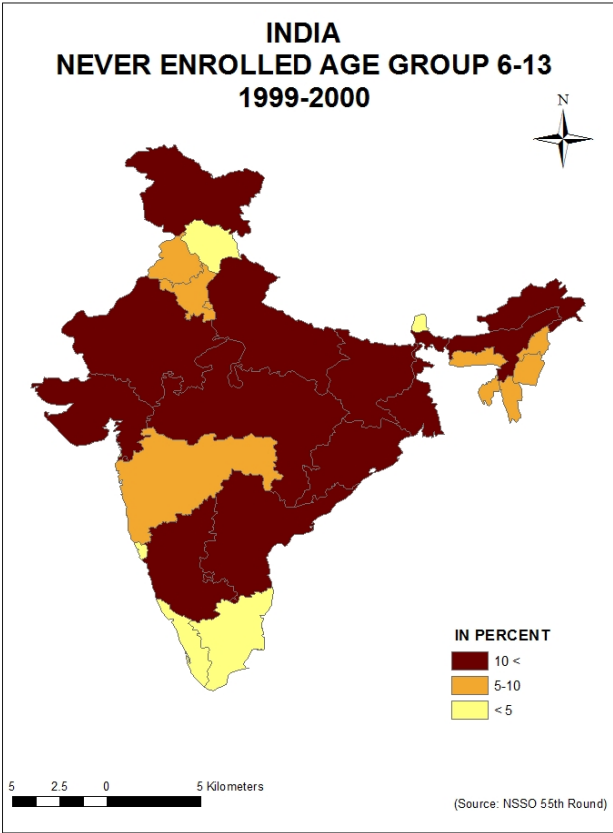 INDIA
NEVER ENROLLED AGE GROUP 6-13
1999-2000
N
IN PERCENT
10 <
5-10
< 5
5 2.5 0 5 Kilometers
(Source: NSSO 55th Round)